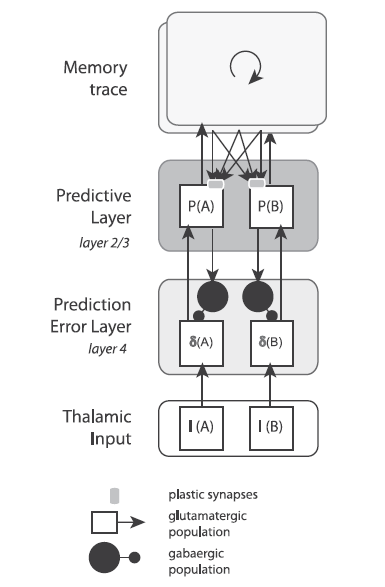 Memory
trace
Predictive
Layer
layer 2/3
P(A)
P(B)
Prediction
Error Layer
layer 4
δ(A)
δ(B)
Thalamic
Input
I (A)
I (B)
plastic synapses
glutamatergic
population
gabaergic
population